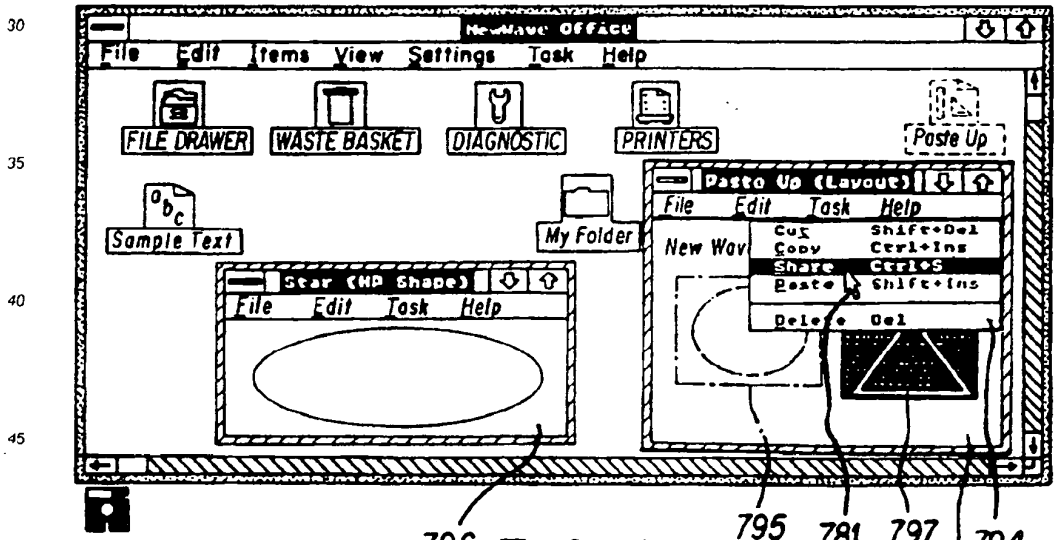 30
NewWave Office
File Edit Items View Settings Task Help
FILE DRAWER WASTE BASKET DIAGNOSTIC PRINTERS Paste Up
35
Paste Up (Layout)
File Edit Task Help
abc
Sample Text
My Folder
New Wav
Cut Shift+Del
Copy Ctrl+Ins
Share Ctrl+S
Paste Shift+Ins
Delete Del
Star (HP Shape)
File Edit Task Help
40
45
795 781 797